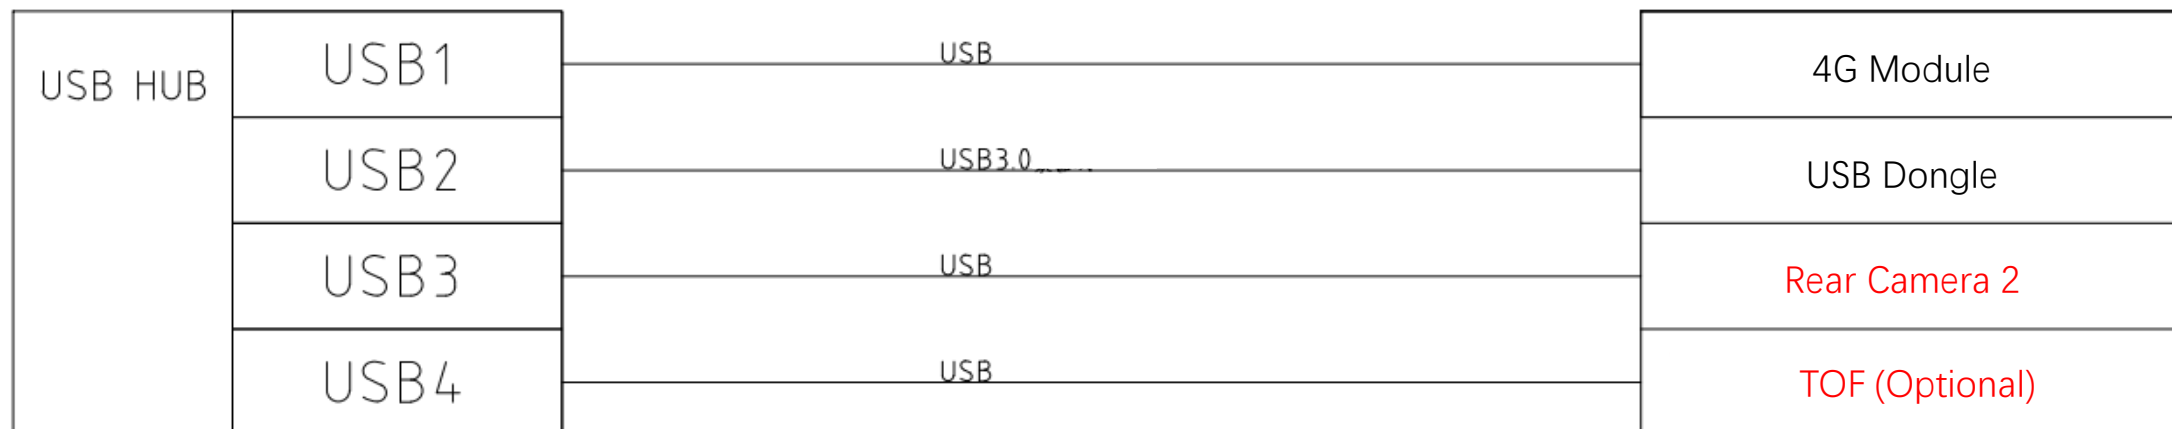 USB HUB
USB1
USB
4G Module
USB2
USB3.0
USB Dongle
USB3
USB
Rear Camera 2
USB4
USB
TOF (Optional)